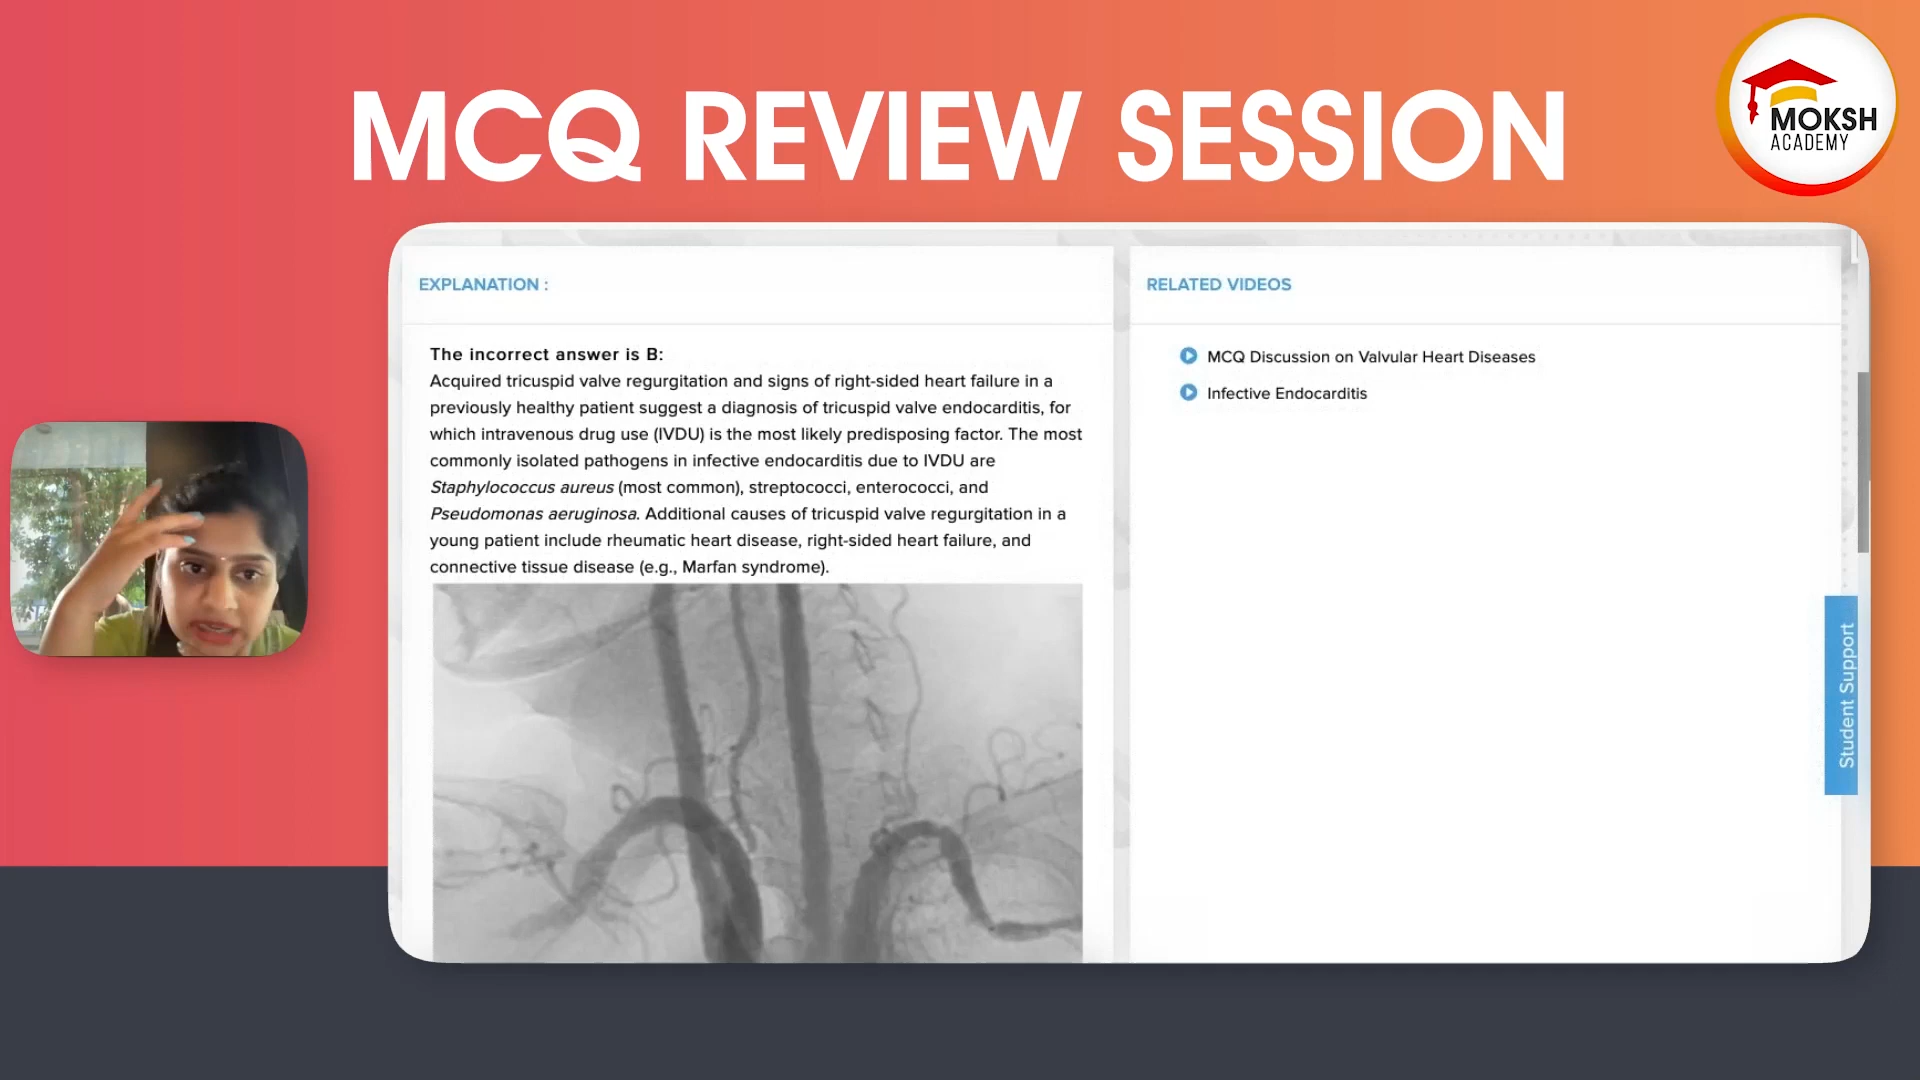 MCQ REVIEW SESSION
MOKSH
ACADEMY
EXPLANATION :
The incorrect answer is B:
Acquired tricuspid valve regurgitation and signs of right-sided heart failure in a
previously healthy patient suggest a diagnosis of tricuspid valve endocarditis, for
which intravenous drug use (IVDU) is the most likely predisposing factor. The most
commonly isolated pathogens in infective endocarditis due to IVDU are
Staphylococcus aureus (most common), streptococci, enterococci, and
Pseudomonas aeruginosa. Additional causes of tricuspid valve regurgitation in a
young patient include rheumatic heart disease, right-sided heart failure, and
connective tissue disease (e.g., Marfan syndrome).
RELATED VIDEOS
MCQ Discussion on Valvular Heart Diseases
Infective Endocarditis
Student Support